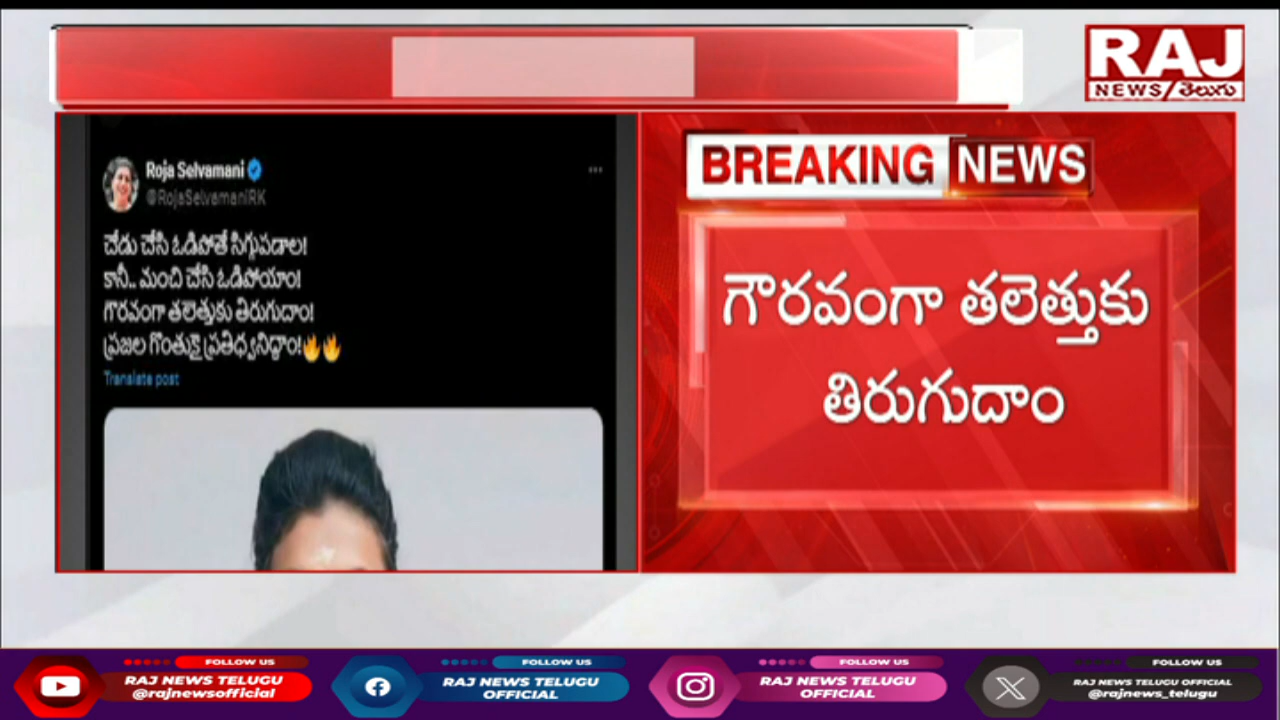 RAJ
NEWS/తెలుగు
Roja Selvamani
@RojaSelvamaniRK
చేడు చేసి ఓడిపోతే సిగ్గుపడాల!
కానీ.. మంచి చేసి ఓడిపోయాం!
గౌరవంగా తలెత్తుకు తిరుగుదాం!
ప్రజల గొంతుకై ప్రతిధ్వనిద్దాం!🔥🔥
Translate post
BREAKING NEWS
గౌరవంగా తలెత్తుకు
తిరుగుదాం
FOLLOW US
RAJ NEWS TELUGU
@rajnewsofficial
FOLLOW US
RAJ NEWS TELUGU
OFFICIAL
FOLLOW US
RAJ NEWS TELUGU
OFFICIAL
FOLLOW US
RAJ NEWS TELUGU OFFICIAL
@rajnews_telugu